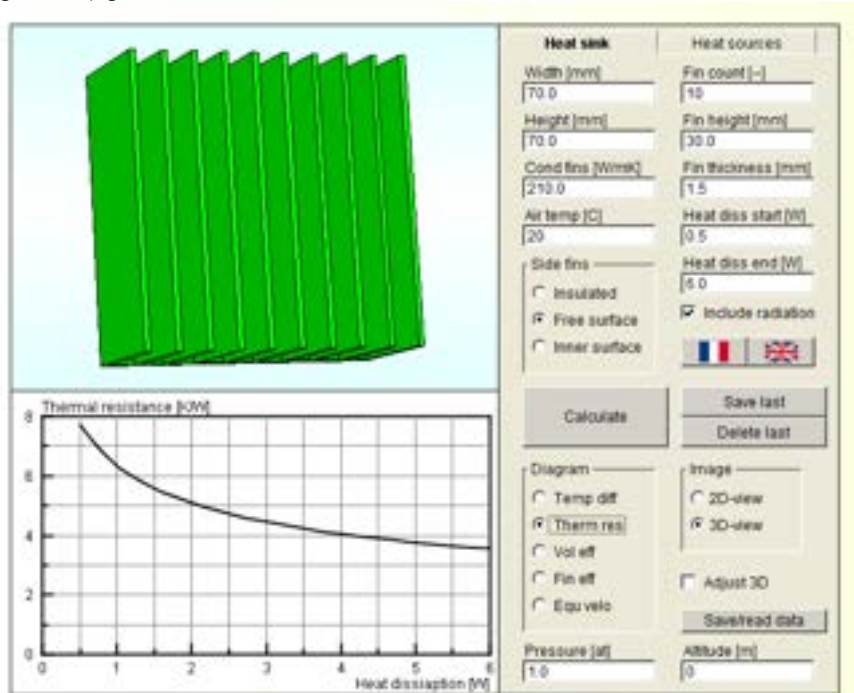 Heat sink Heat sources
Width [mm] Fin count [--]
70.0 10
Height [mm] Fin height [mm]
70.0 30.0
Cond fins [W/mK] Fin thickness [mm]
210.0 1.5
Air temp [C] Heat diss start [W]
20 0.5
Side fins Heat diss end [W]
6.0
Insulated
Free surface Include radiation
Inner surface
Calculate Save last
Delete last
Thermal resistance [K/W]
8
6
4
2
0
0 1 2 3 4 5 6
Heat dissiaption [W]
Diagram Image
Temp diff 2D-view
Therm res 3D-view
Vol eff
Fin eff Adjust 3D
Equ velo
Save/read data
Pressure [at] Altitude [m]
1.0 0